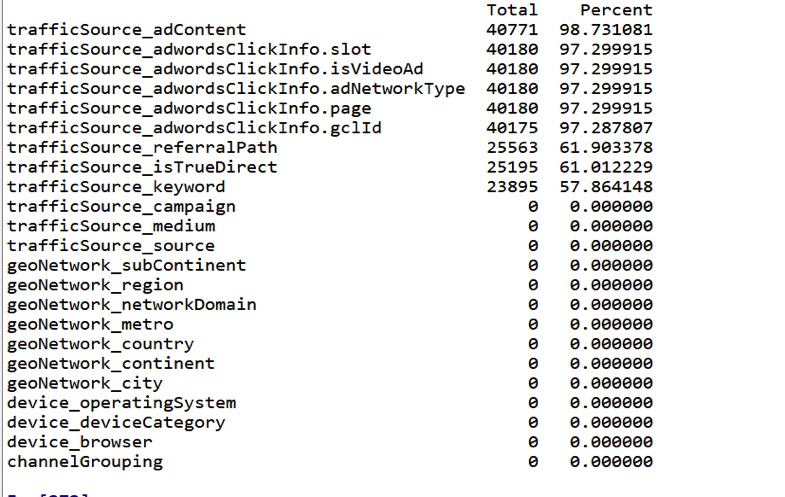 Total Percent
trafficSource_adContent 40771 98.731081
trafficSource_adwordsClickInfo.slot 40180 97.299915
trafficSource_adwordsClickInfo.isVideoAd 40180 97.299915
trafficSource_adwordsClickInfo.adNetworkType 40180 97.299915
trafficSource_adwordsClickInfo.page 40180 97.299915
trafficSource_adwordsClickInfo.gclId 40175 97.287807
trafficSource_referralPath 25563 61.903378
trafficSource_isTrueDirect 25195 61.012229
trafficSource_keyword 23895 57.864148
trafficSource_campaign 0 0.000000
trafficSource_medium 0 0.000000
trafficSource_source 0 0.000000
geoNetwork_subContinent 0 0.000000
geoNetwork_region 0 0.000000
geoNetwork_networkDomain 0 0.000000
geoNetwork_metro 0 0.000000
geoNetwork_country 0 0.000000
geoNetwork_continent 0 0.000000
geoNetwork_city 0 0.000000
device_operatingSystem 0 0.000000
device_deviceCategory 0 0.000000
device_browser 0 0.000000
channelGrouping 0 0.000000